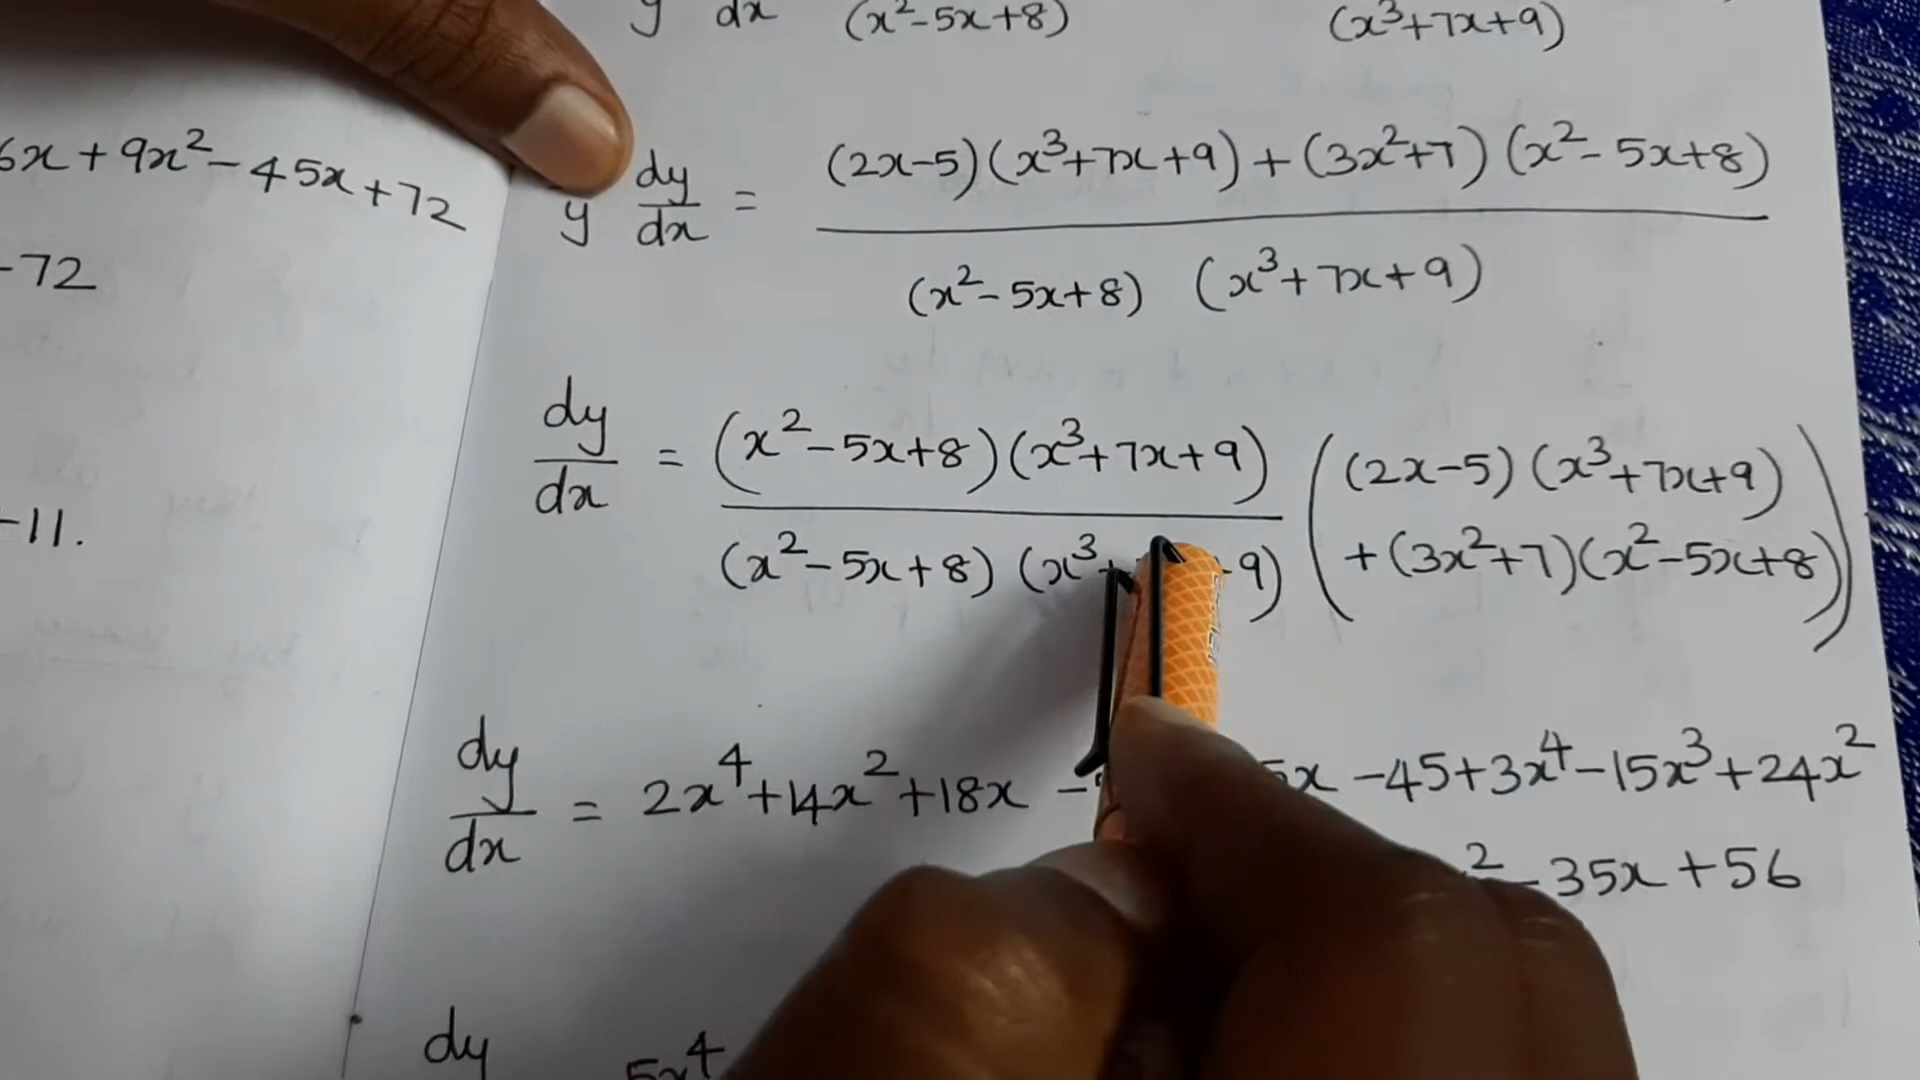 6x + 9x² - 45x + 72
-72
-11.
y dx (x²-5x+8) (x³+7x+9)
y dy/dx = (2x-5)(x³+7x+9) + (3x²+7)(x²-5x+8)
(x²-5x+8) (x³+7x+9)
dy/dx = (x²-5x+8)(x³+7x+9) ((2x-5)(x³+7x+9)
(x²-5x+8)(x³+ 9) +(3x²+7)(x²-5x+8))
dy/dx = 2x⁴+14x²+18x - 5x -45+3x⁴-15x³+24x²
² - 35x + 56
dy 5x⁴